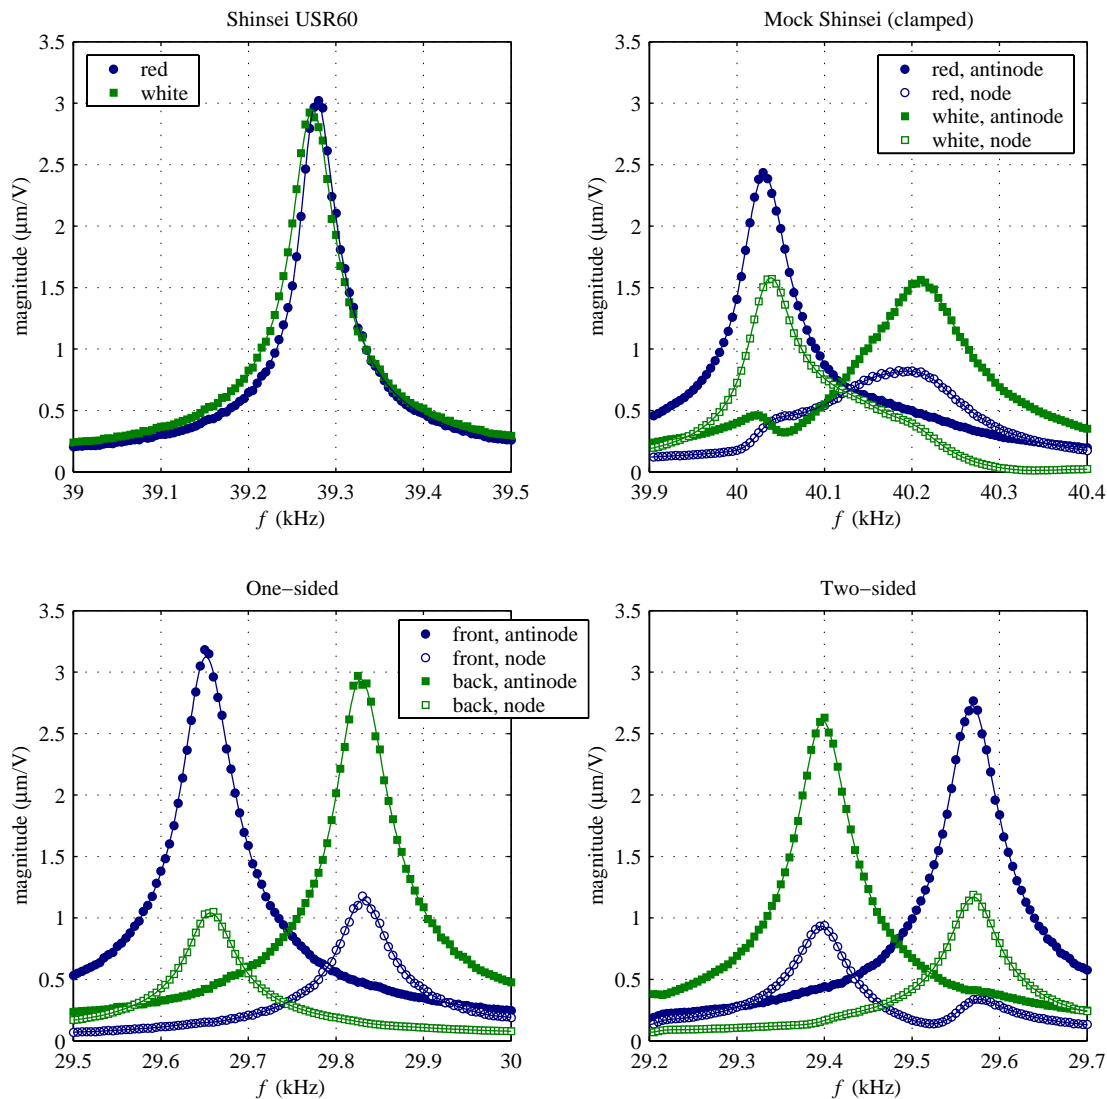 Shinsei USR60
3.5
3
2.5
2
1.5
1
0.5
0
magnitude (μm/V)
red
white
39
39.1
39.2
39.3
39.4
39.5
f (kHz)
Mock Shinsei (clamped)
3.5
3
2.5
2
1.5
1
0.5
0
magnitude (μm/V)
red, antinode
red, node
white, antinode
white, node
39.9
40
40.1
40.2
40.3
40.4
f (kHz)
One−sided
3.5
3
2.5
2
1.5
1
0.5
0
magnitude (μm/V)
front, antinode
front, node
back, antinode
back, node
29.5
29.6
29.7
29.8
29.9
30
f (kHz)
Two−sided
3.5
3
2.5
2
1.5
1
0.5
0
magnitude (μm/V)
29.2
29.3
29.4
29.5
29.6
29.7
f (kHz)